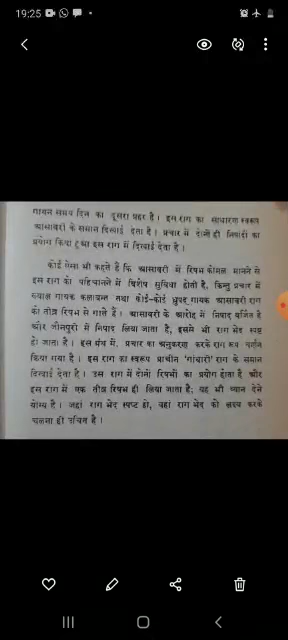 19:25
गायन समय दिन का दूसरा प्रहर है। इस राग का साधारण स्वरूप
आसावरी के समान दिखाई देता है। प्रचार में दोनों ही निषादों का
प्रयोग किया हुआ इस राग में दिखाई देता है।
कोई ऐसा भी कहते हैं कि आसावरी में रिषभ कोमल मानने से
इस राग को पहिचानने में विशेष सुविधा होती है, किन्तु प्रचार में
ख्याल गायक कलावन्त तथा कोई-कोई ध्रुपद गायक आसावरी राग
को तीव्र रिषभ से गाते हैं। आसावरी के आरोह में निषाद वर्जित है
और जौनपुरी में निषाद लिया जाता है, इससे भी राग भेद स्पष्ट
हो जाता है। इस ग्रंथ में, प्रचार का अनुकरण करके राग रूप वर्णन
किया गया है। इस राग का स्वरूप प्राचीन 'गांधारी' राग के समान
दिखाई देता है। उस राग में दोनों रिषभों का प्रयोग होता है और
इस राग में एक तीव्र रिषभ ही लिया जाता है; यह भी ध्यान देने
योग्य है। जहां राग भेद स्पष्ट हो, वहां राग भेद को लक्ष्य करके
चलना ही उचित है।